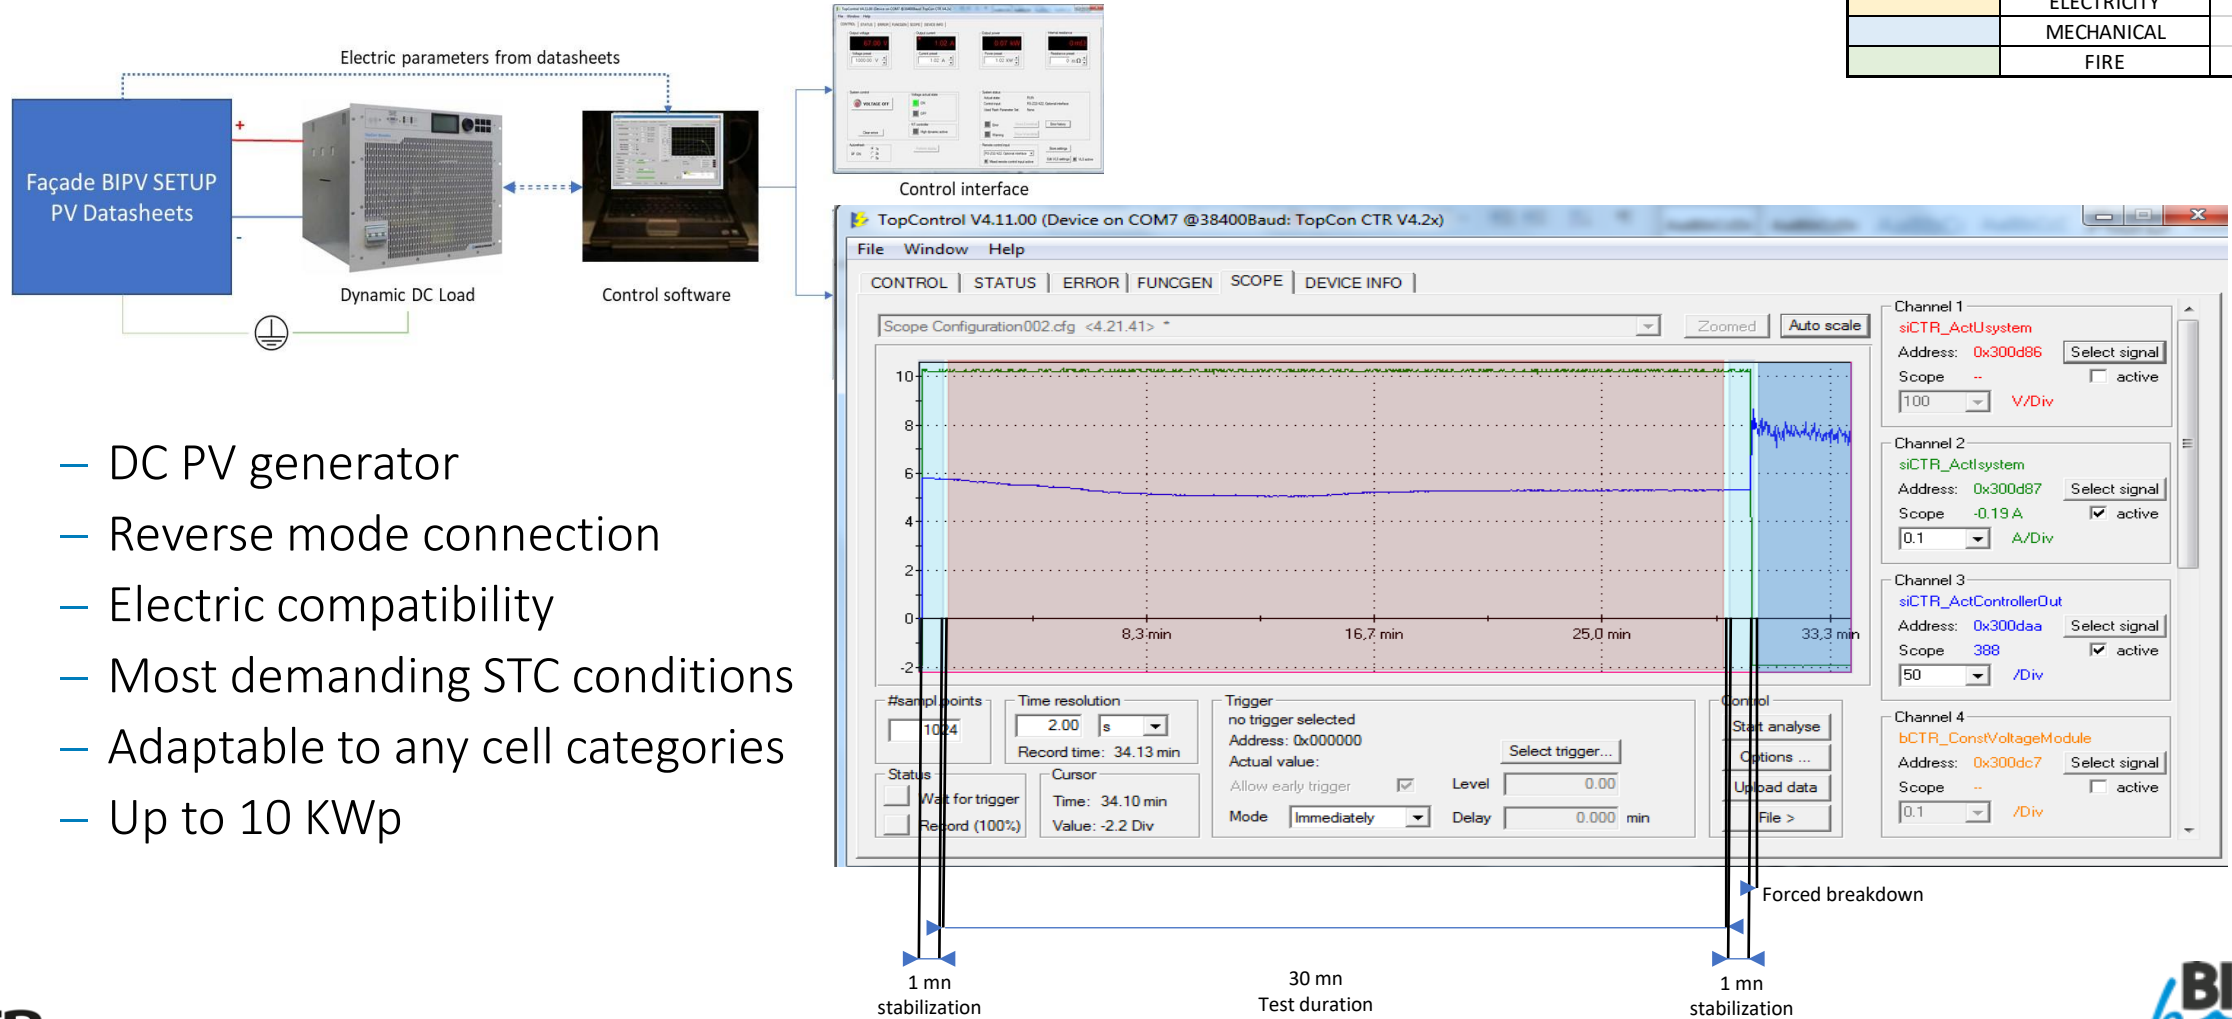 ELECTRICITY
MECHANICAL
FIRE
Electric parameters from datasheets
+
-
Façade BIPV SETUP
PV Datasheets
Dynamic DC Load
Control software
Control interface
– DC PV generator
– Reverse mode connection
– Electric compatibility
– Most demanding STC conditions
– Adaptable to any cell categories
– Up to 10 KWp
TopControl V4.11.00 (Device on COM7 @38400Baud: TopCon CTR V4.2x)
File Window Help
CONTROL STATUS ERROR FUNCGEN SCOPE DEVICE INFO
Scope Configuration002.cfg <4.21.41> *
Zoomed
Auto scale
10
8
6
4
2
0
-2
8,3 min
16,7 min
25,0 min
33,3 min
Channel 1
siCTR_ActUsystem
Address: 0x300d86 Select signal
Scope -- active
100 V/Div
Channel 2
siCTR_ActIsystem
Address: 0x300d87 Select signal
Scope -0.19 A active
0.1 A/Div
Channel 3
siCTR_ActControllerOut
Address: 0x300daa Select signal
Scope 388 active
50 /Div
Channel 4
bCTR_ConstVoltageModule
Address: 0x300dc7 Select signal
Scope -- active
0.1 /Div
#sampl.points
1024
Time resolution
2.00 s
Record time: 34.13 min
Status
Wait for trigger
Record (100%)
Cursor
Time: 34.10 min
Value: -2.2 Div
Trigger
no trigger selected
Address: 0x000000
Actual value:
Select trigger...
Allow early trigger
Level 0.00
Mode Immediately
Delay 0.000 min
Control
Start analyse
Options ...
Upload data
File >
Forced breakdown
1 mn
stabilization
30 mn
Test duration
1 mn
stabilization